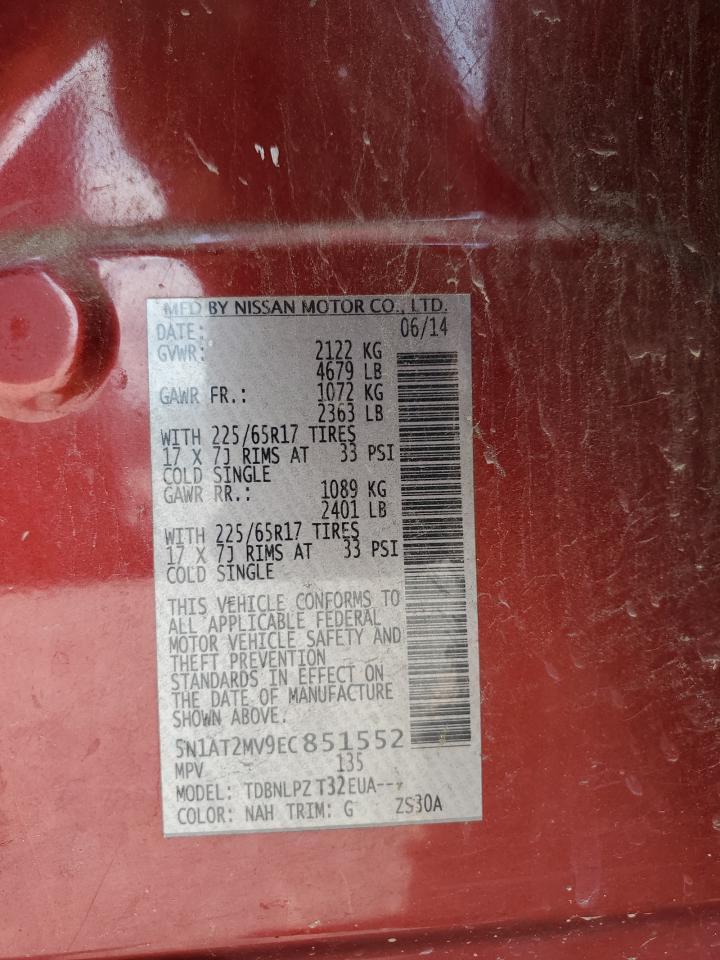 MFD BY NISSAN MOTOR CO., LTD.
DATE: 06/14
GVWR: 2122 KG
4679 LB
GAWR FR.: 1072 KG
2363 LB
WITH 225/65R17 TIRES
17 X 7J RIMS AT 33 PSI
COLD SINGLE
GAWR RR.: 1089 KG
2401 LB
WITH 225/65R17 TIRES
17 X 7J RIMS AT 33 PSI
COLD SINGLE
THIS VEHICLE CONFORMS TO
ALL APPLICABLE FEDERAL
MOTOR VEHICLE SAFETY AND
THEFT PREVENTION
STANDARDS IN EFFECT ON
THE DATE OF MANUFACTURE
SHOWN ABOVE.
5N1AT2MV9EC851552
MPV 135
MODEL: TDBNLPZ T32EUA---
COLOR: NAH TRIM: G ZS30A